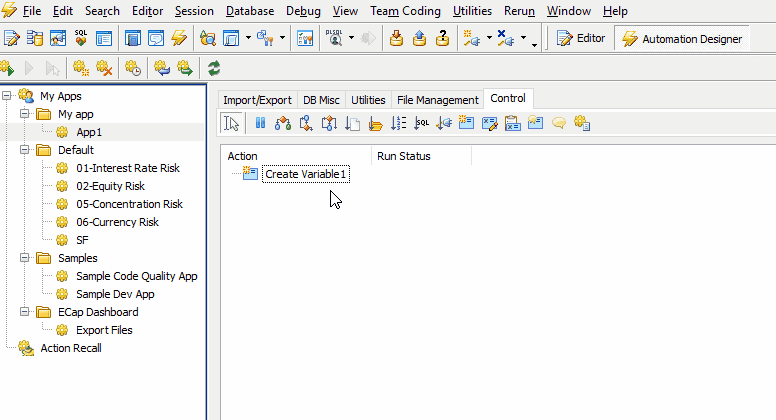 File Edit Search Editor Session Database Debug View Team Coding Utilities Rerun Window Help
SQL PLSQL SQL Editor Automation Designer
My Apps
My app
App1
Default
01-Interest Rate Risk
02-Equity Risk
05-Concentration Risk
06-Currency Risk
SF
Samples
Sample Code Quality App
Sample Dev App
ECap Dashboard
Export Files
Action Recall
Import/Export DB Misc Utilities File Management Control
SQL
Action Run Status
Create Variable1